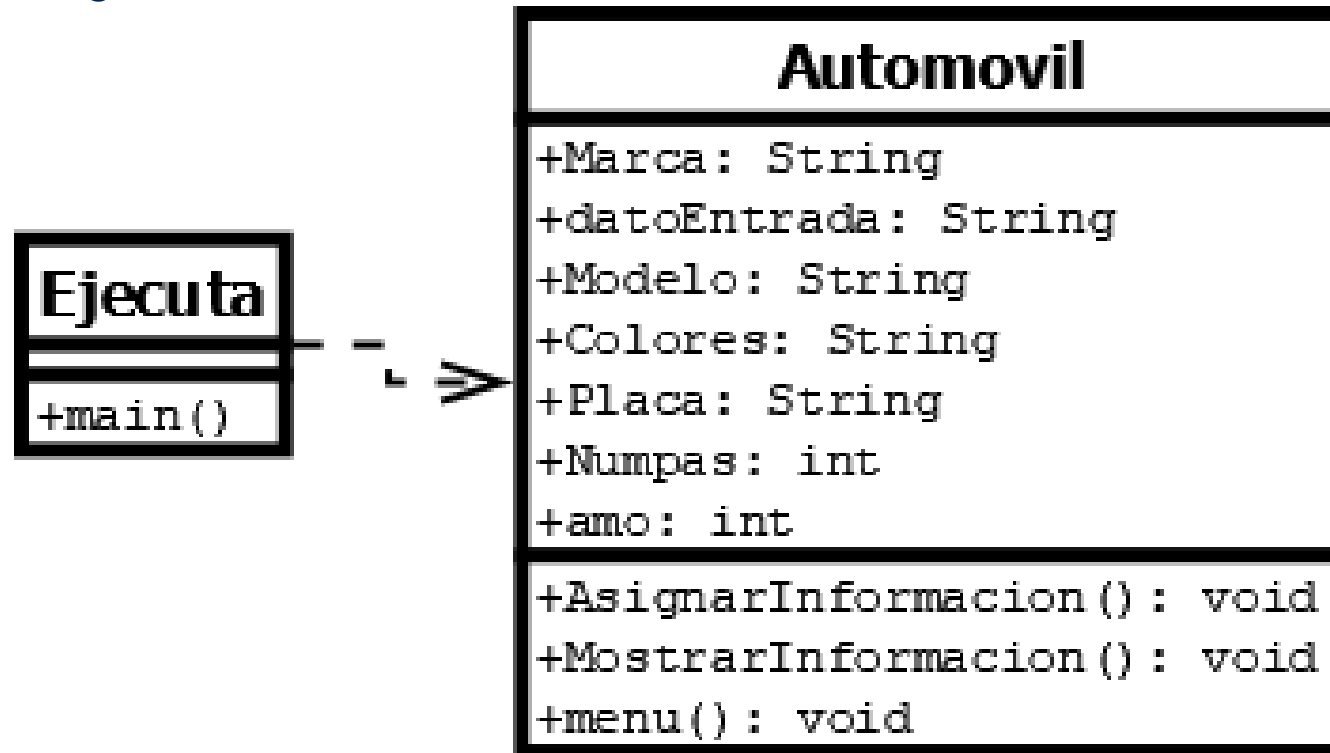 Ejecuta
+main()
Automovil
+Marca: String
+datoEntrada: String
+Modelo: String
+Colores: String
+Placa: String
+Numpas: int
+amo: int
+AsignarInformacion(): void
+MostrarInformacion(): void
+menu(): void